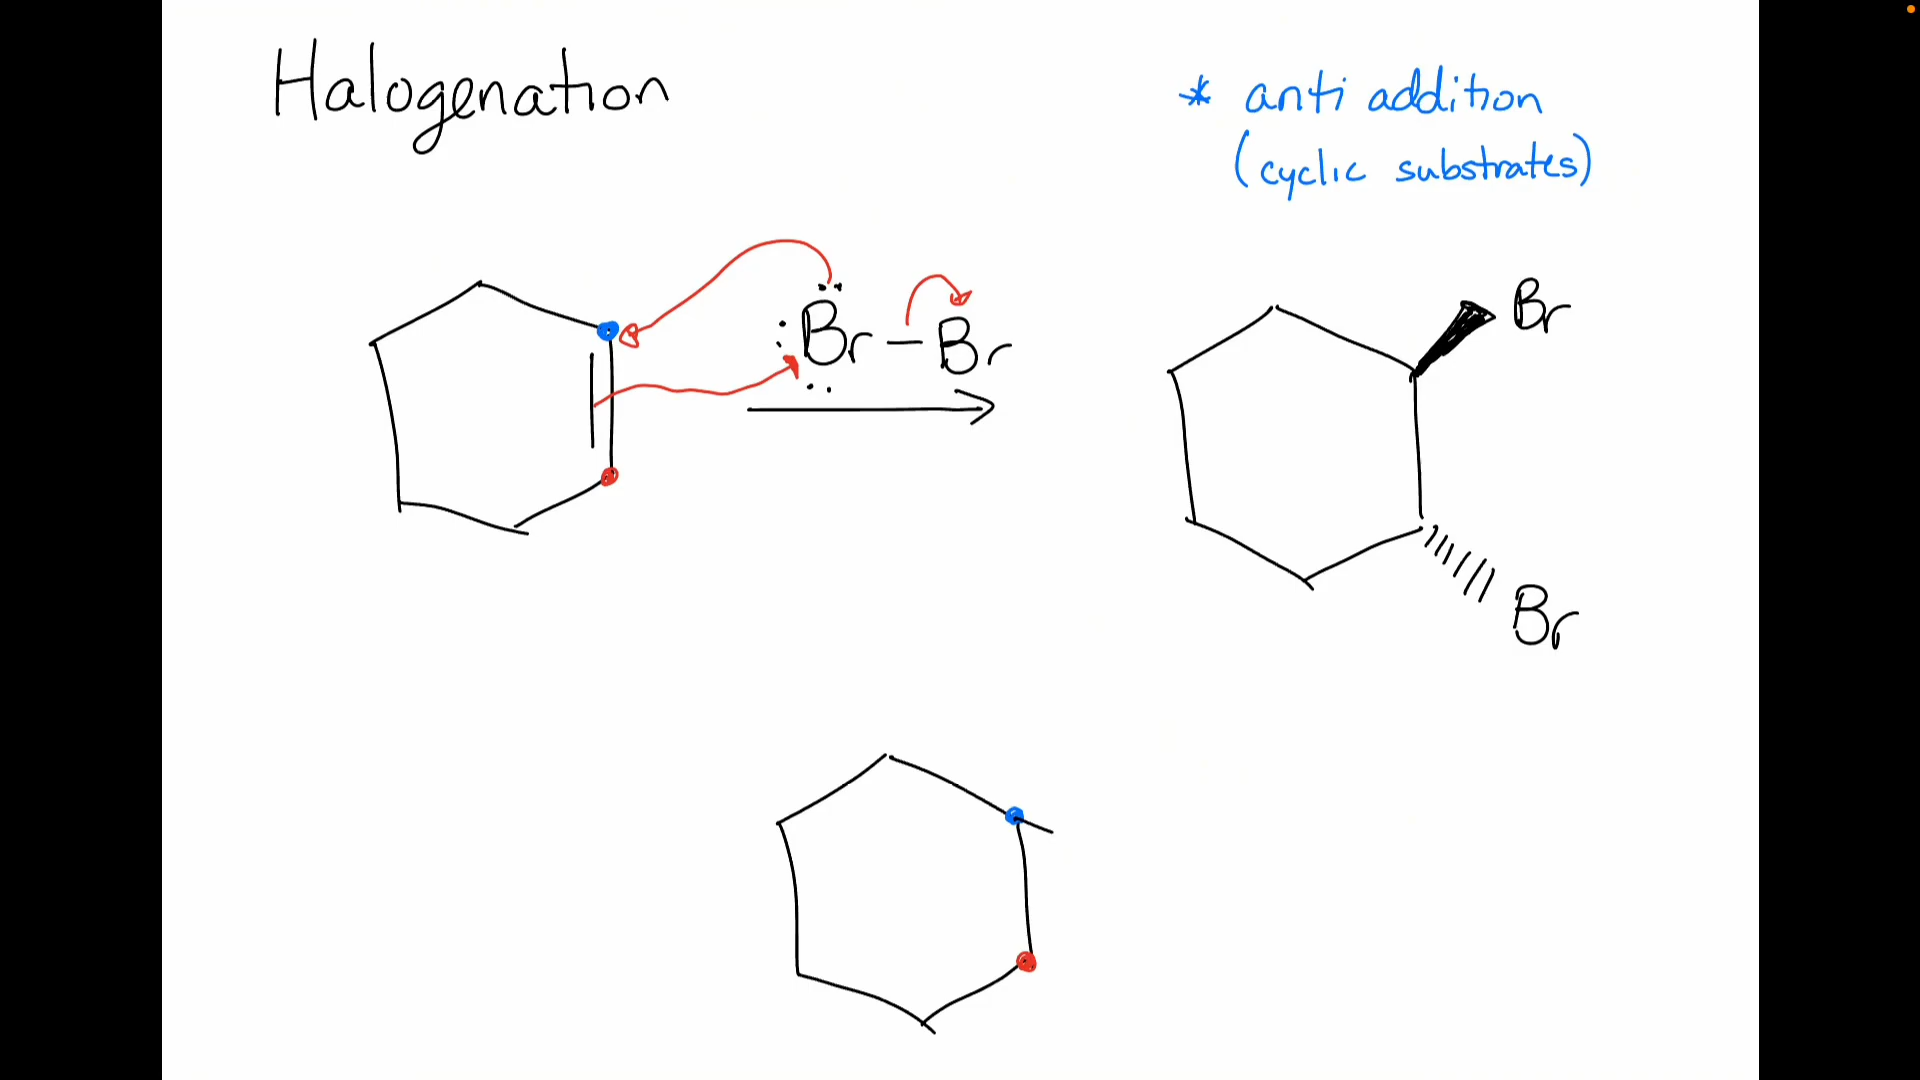 Halogenation
* anti addition
(cyclic substrates)
:Br-Br
Br
Br